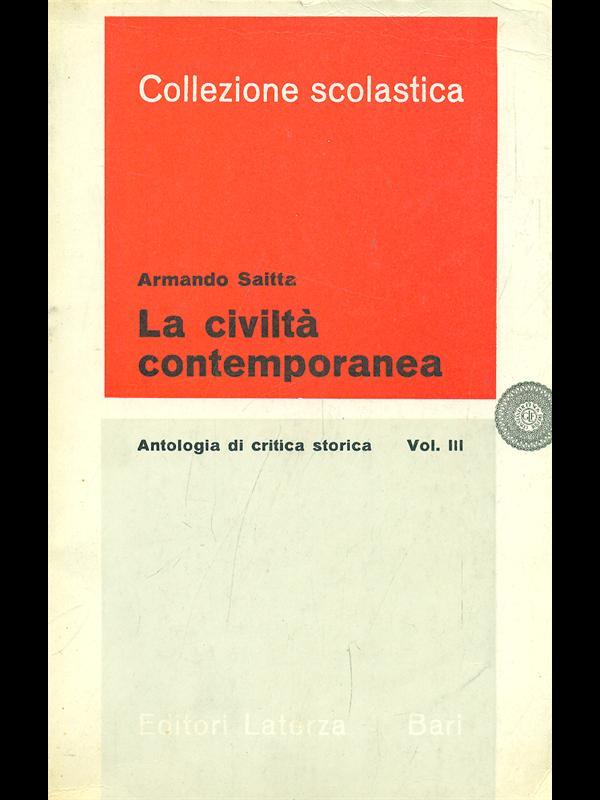 Collezione scolastica
Armando Saitta
La civiltà
contemporanea
Antologia di critica storica Vol. III
Editori Laterza Bari